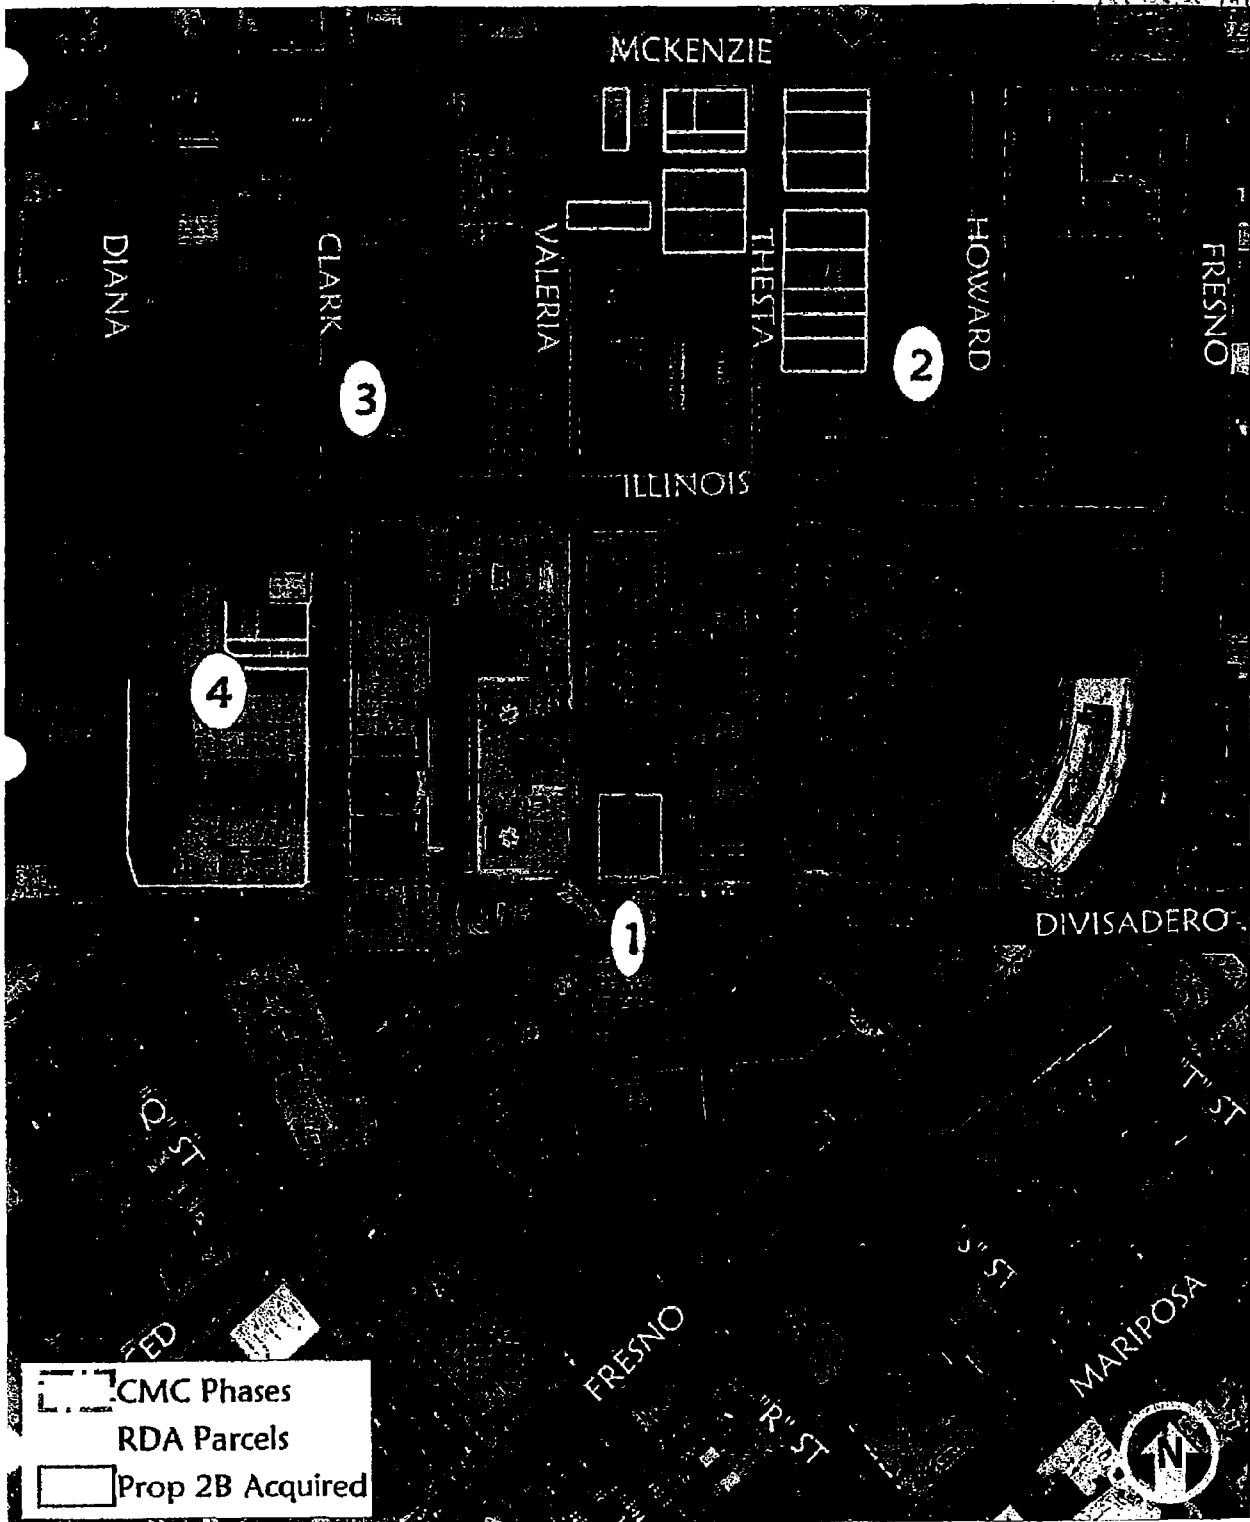 MCKENZIE
DIANA
CLARK
VALERIA
THESTA
HOWARD
FRESNO
2
3
ILLINOIS
4
1
DIVISADERO
"Q" ST
"T" ST
"S" ST
FRESNO
MARIPOSA
"R" ST
CMC Phases
RDA Parcels
Prop 2B Acquired
N